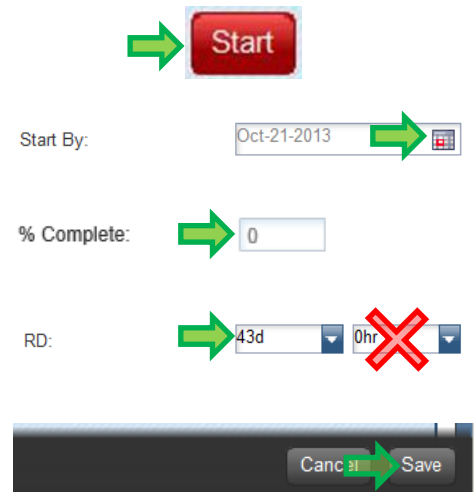 Start
Start By: Oct-21-2013
% Complete: 0
RD: 43d 0hr
Cancel Save